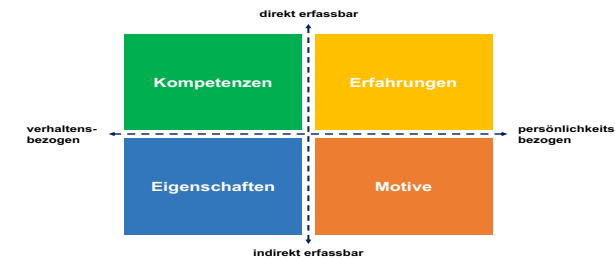 direkt erfassbar
Kompetenzen
Erfahrungen
verhaltens-
bezogen
persönlichkeits
bezogen
Eigenschaften
Motive
indirekt erfassbar